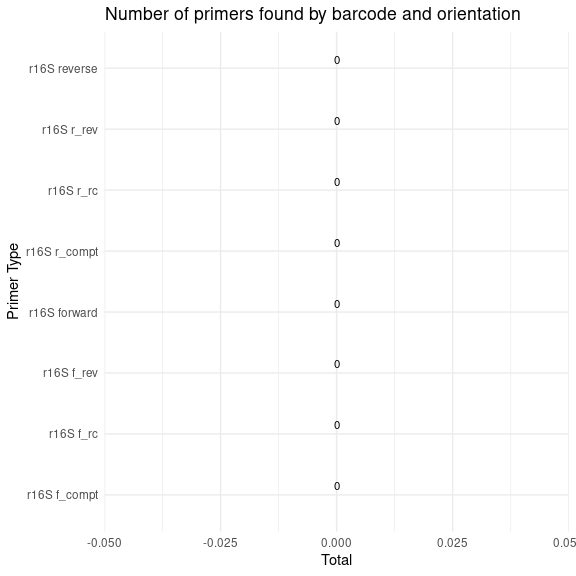 Number of primers found by barcode and orientation
r16S reverse
0
r16S r_rev
0
r16S r_rc
0
r16S r_compt
0
r16S forward
0
r16S f_rev
0
r16S f_rc
0
r16S f_compt
0
Primer Type
-0.050
-0.025
0.000
0.025
0.05
Total